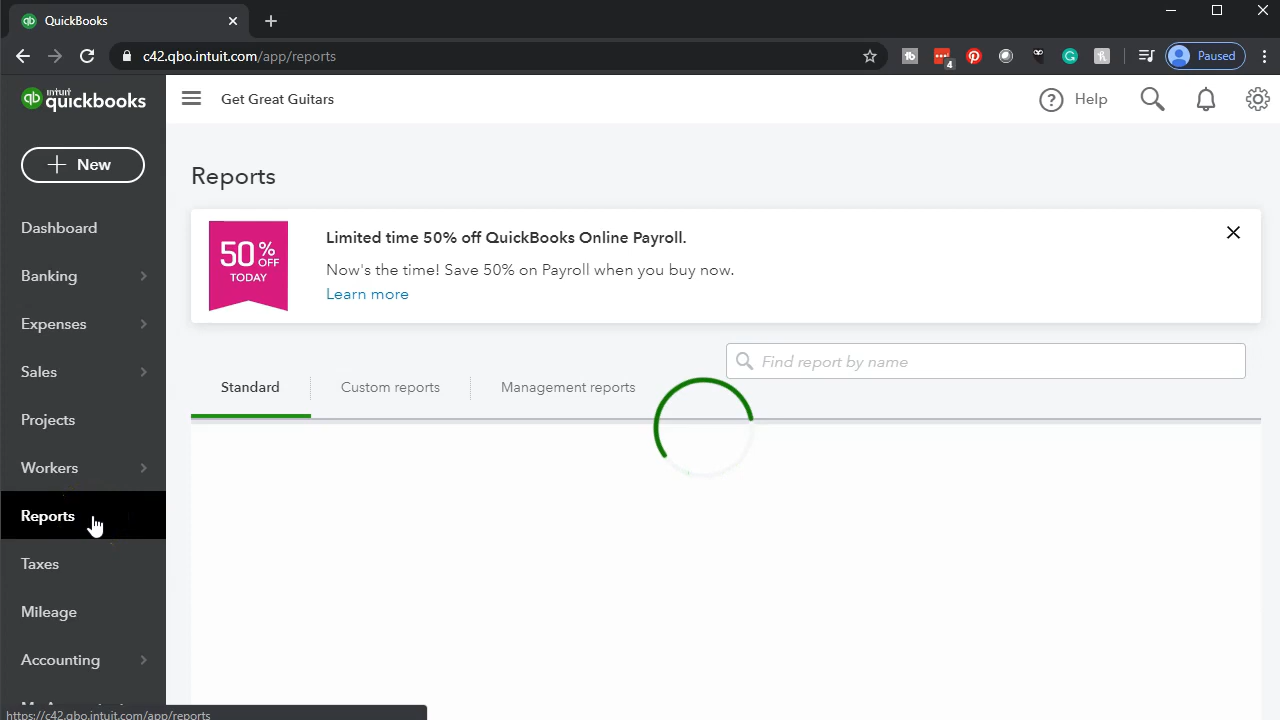 QuickBooks
c42.qbo.intuit.com/app/reports
4
Paused
intuit
quickbooks
Get Great Guitars
Help
New
Reports
Dashboard
50% OFF
TODAY
Limited time 50% off QuickBooks Online Payroll.
Now's the time! Save 50% on Payroll when you buy now.
Learn more
Banking
Expenses
Sales
Find report by name
Standard
Custom reports
Management reports
Projects
Workers
Reports
Taxes
Mileage
Accounting
https://c42.qbo.intuit.com/app/reports